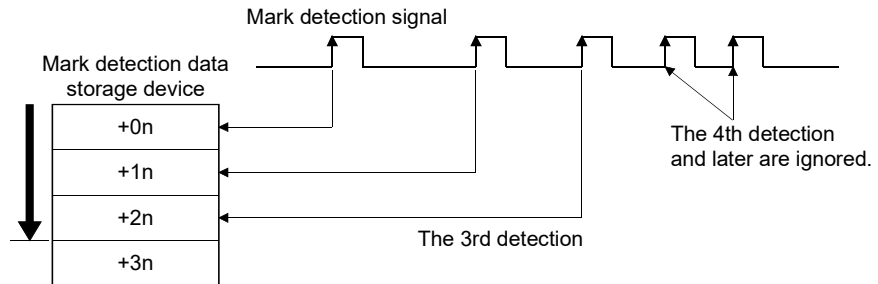 Mark detection signal
Mark detection data
storage device
+0n
+1n
+2n
+3n
The 3rd detection
The 4th detection
and later are ignored.